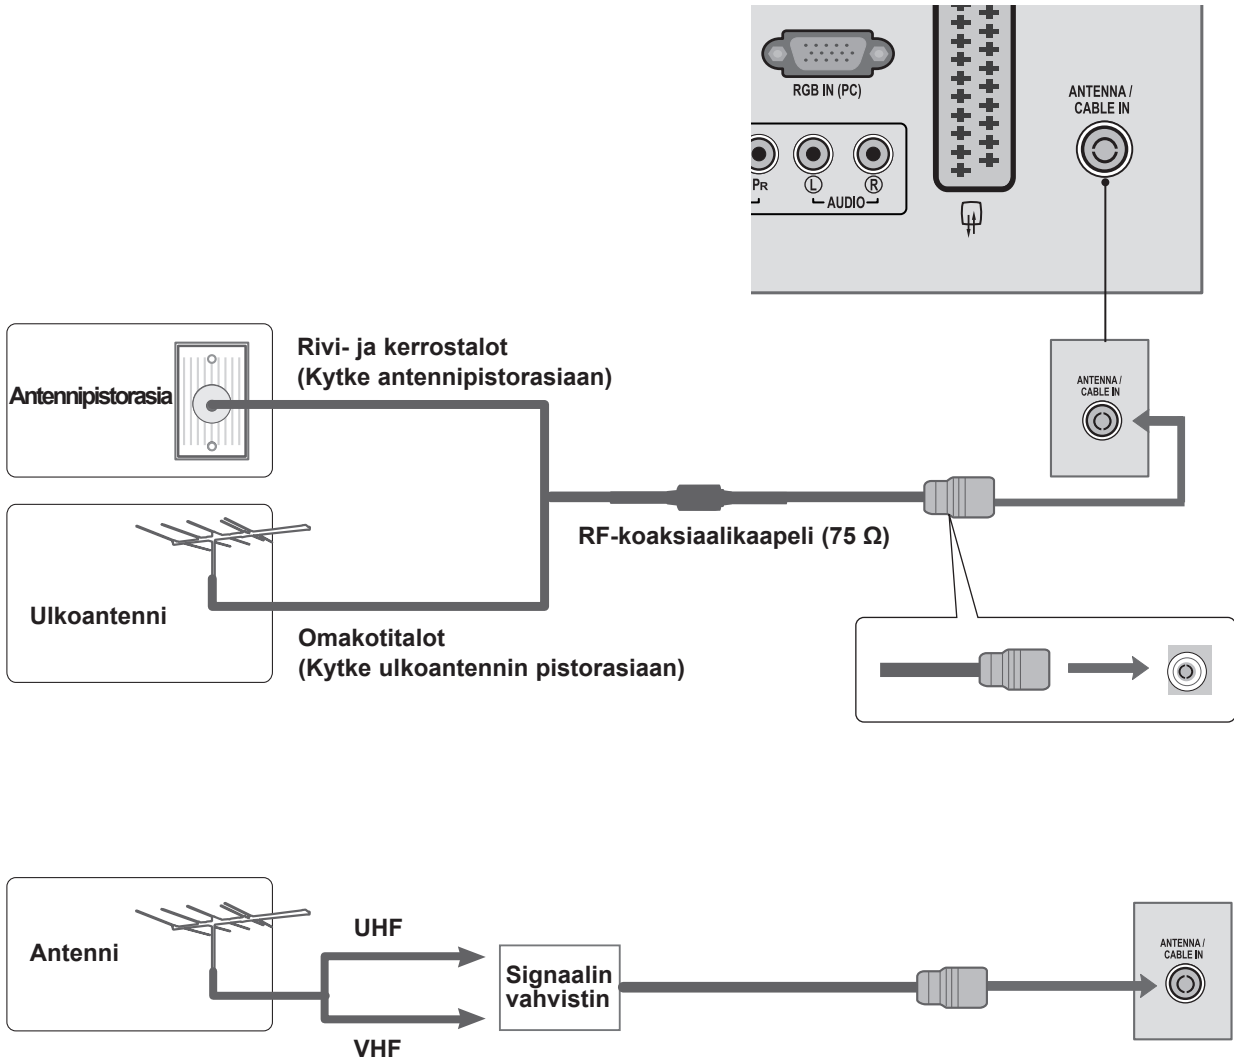 RGB IN (PC)
ANTENNA /
CABLE IN
PR
L
R
AUDIO
Antennipistorasia
Rivi- ja kerrostalot
(Kytke antennipistorasiaan)
ANTENNA /
CABLE IN
RF-koaksiaalikaapeli (75 Ω)
Ulkoantenni
Omakotitalot
(Kytke ulkoantennin pistorasiaan)
Antenni
UHF
VHF
Signaalin
vahvistin
ANTENNA /
CABLE IN